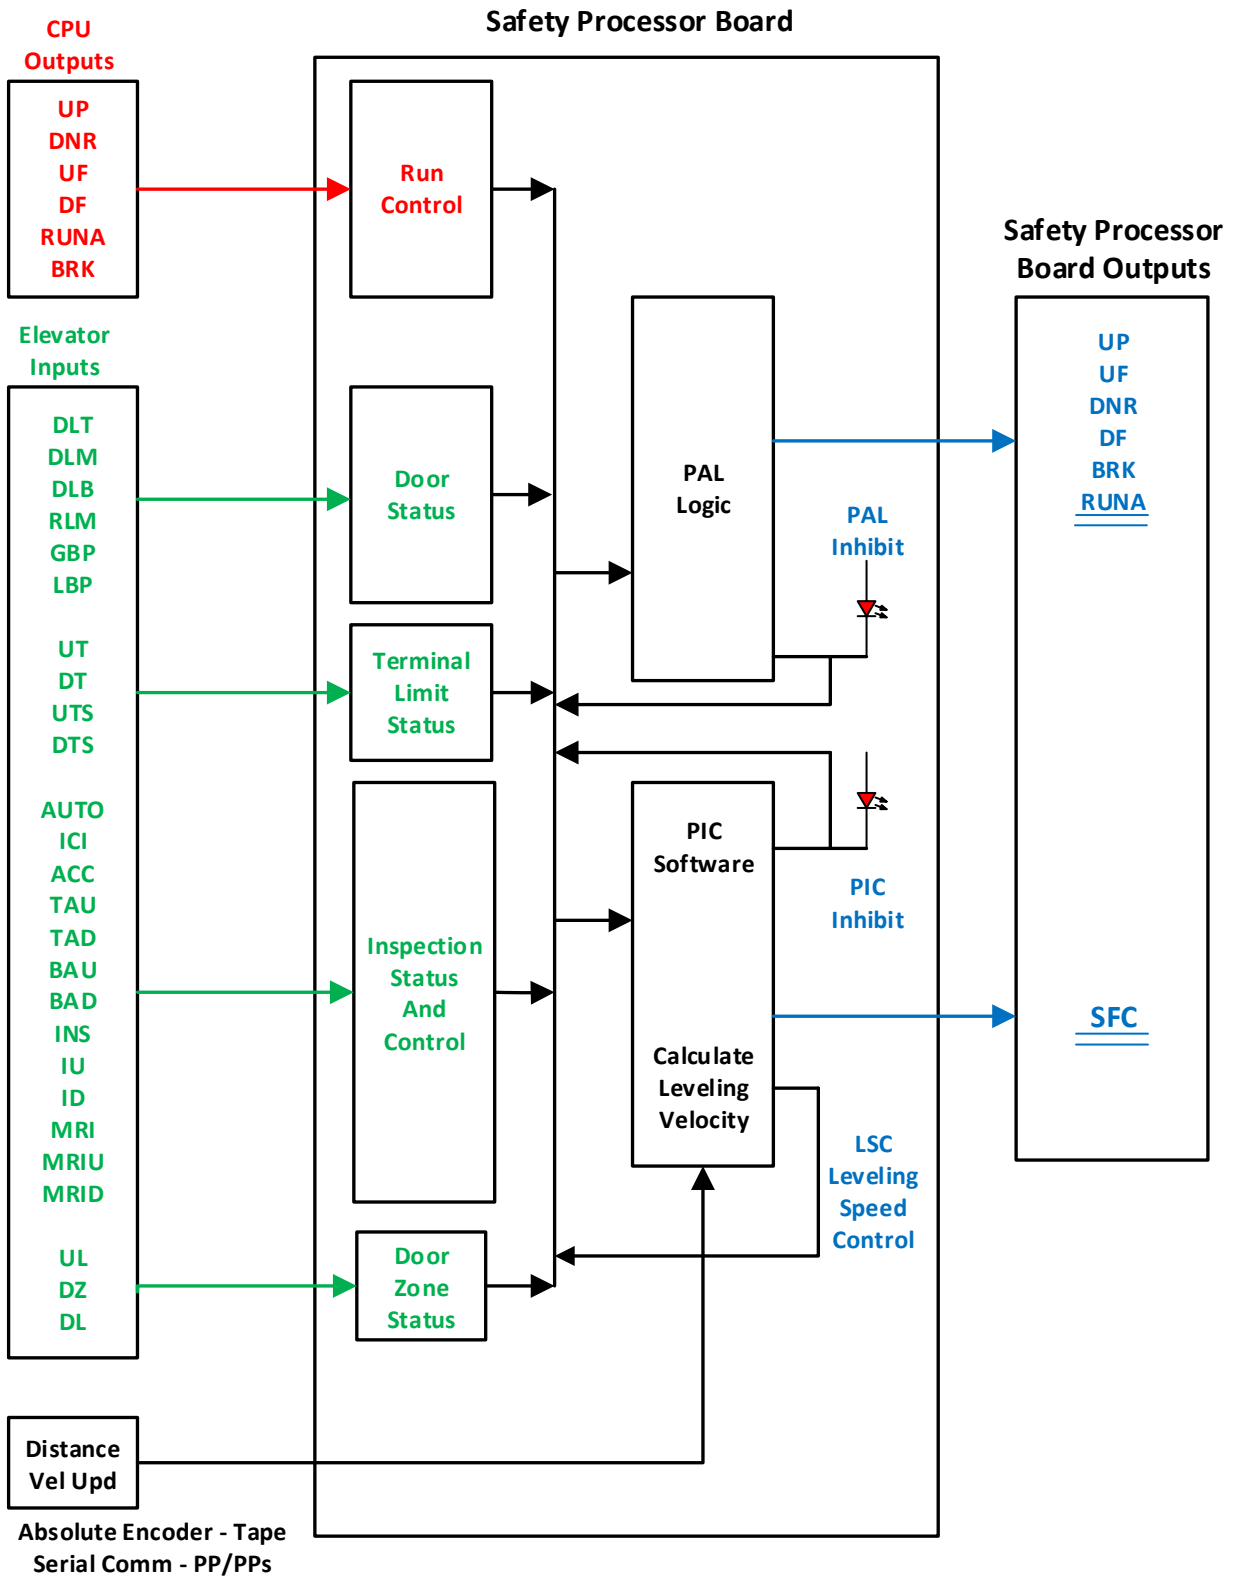 Safety Processor Board
CPU
Outputs
UP
DNR
UF
DF
RUNA
BRK
Run
Control
Elevator
Inputs
DLT
DLM
DLB
RLM
GBP
LBP
UT
DT
UTS
DTS
AUTO
ICI
ACC
TAU
TAD
BAU
BAD
INS
IU
ID
MRI
MRIU
MRID
UL
DZ
DL
Door
Status
Terminal
Limit
Status
Inspection
Status
And
Control
Door
Zone
Status
PAL
Logic
PAL
Inhibit
PIC
Software
Calculate
Leveling
Velocity
PIC
Inhibit
LSC
Leveling
Speed
Control
Safety Processor
Board Outputs
UP
UF
DNR
DF
BRK
RUNA
SFC
Distance
Vel Upd
Absolute Encoder - Tape
Serial Comm - PP/PPs